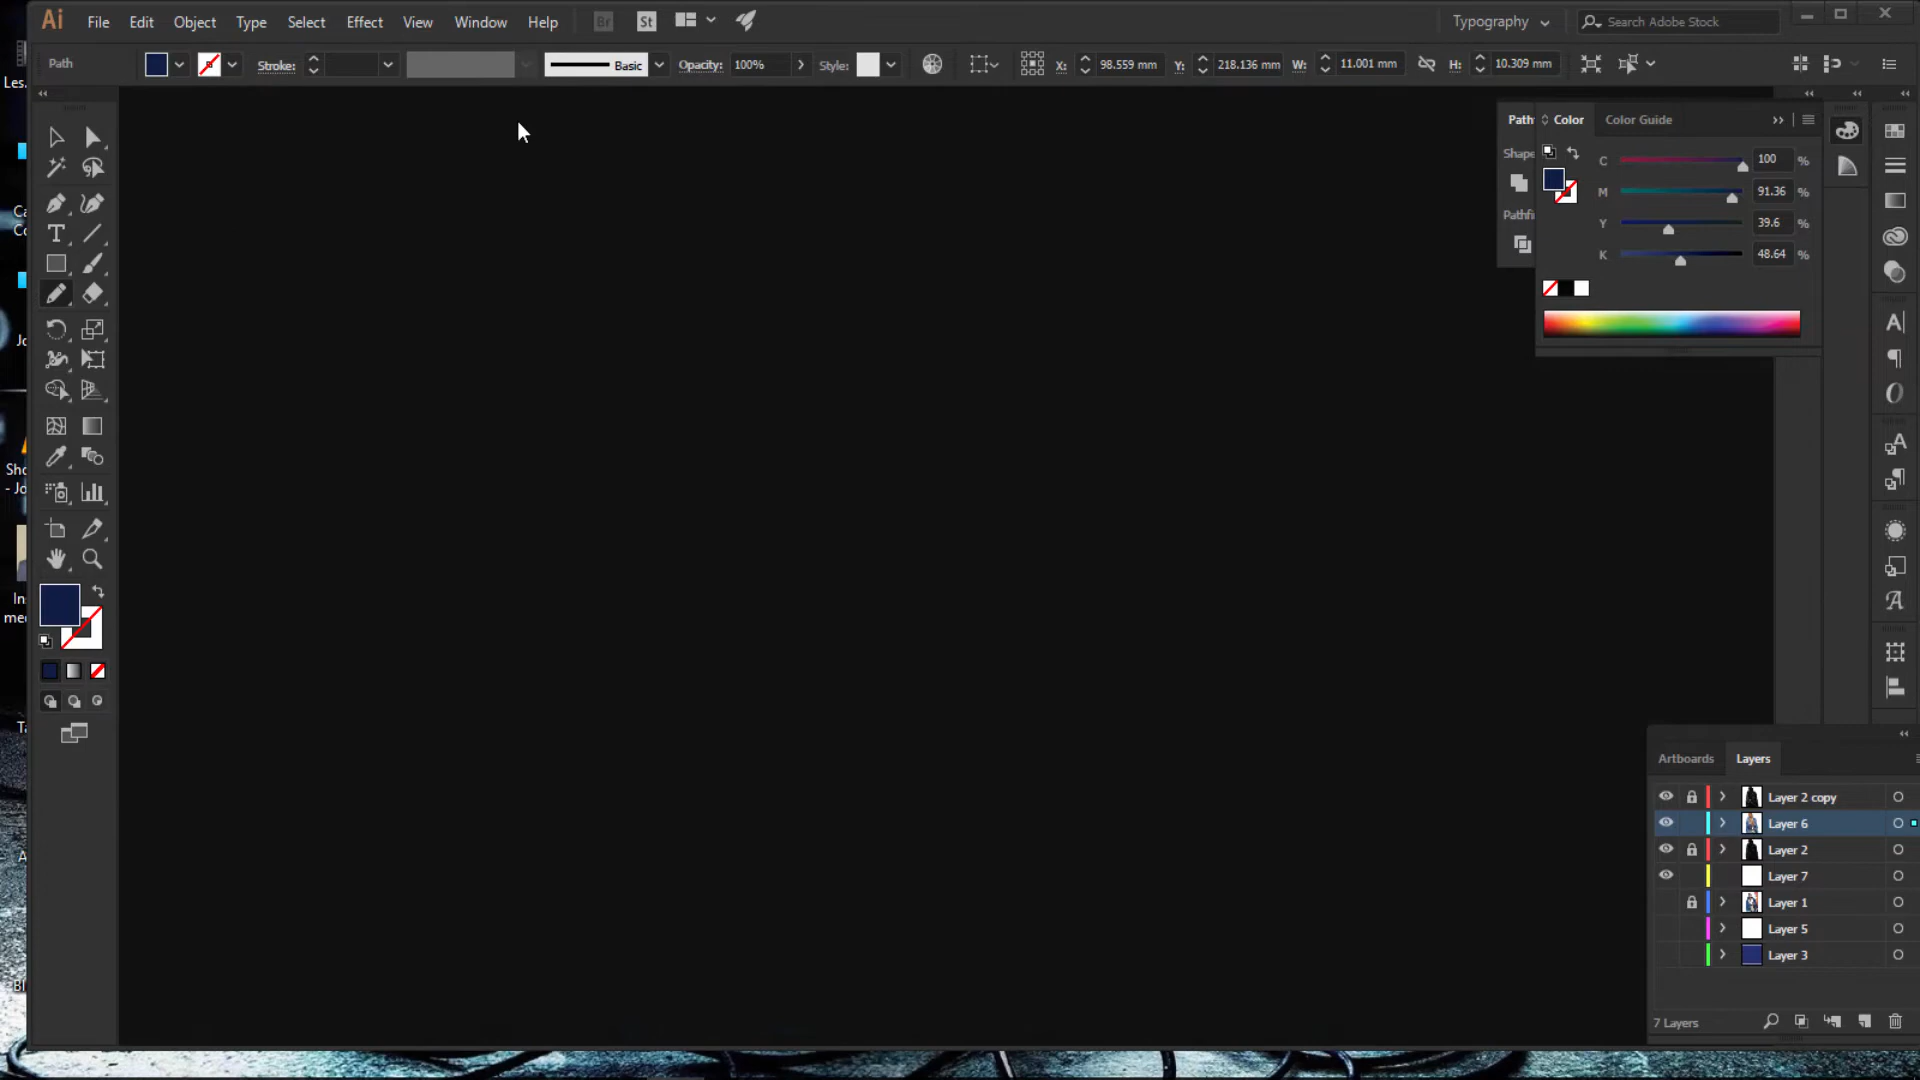 Ai File Edit Object Type Select Effect View Window Help Br St Typography Search Adobe Stock
Path Stroke: Basic Opacity: 100% Style: X: 98.559 mm Y: 218.136 mm W: 11.001 mm H: 10.309 mm
Color Color Guide
C 100 %
M 91.36 %
Y 39.6 %
K 48.64 %
Artboards Layers
Layer 2 copy
Layer 6
Layer 2
Layer 7
Layer 1
Layer 5
Layer 3
7 Layers